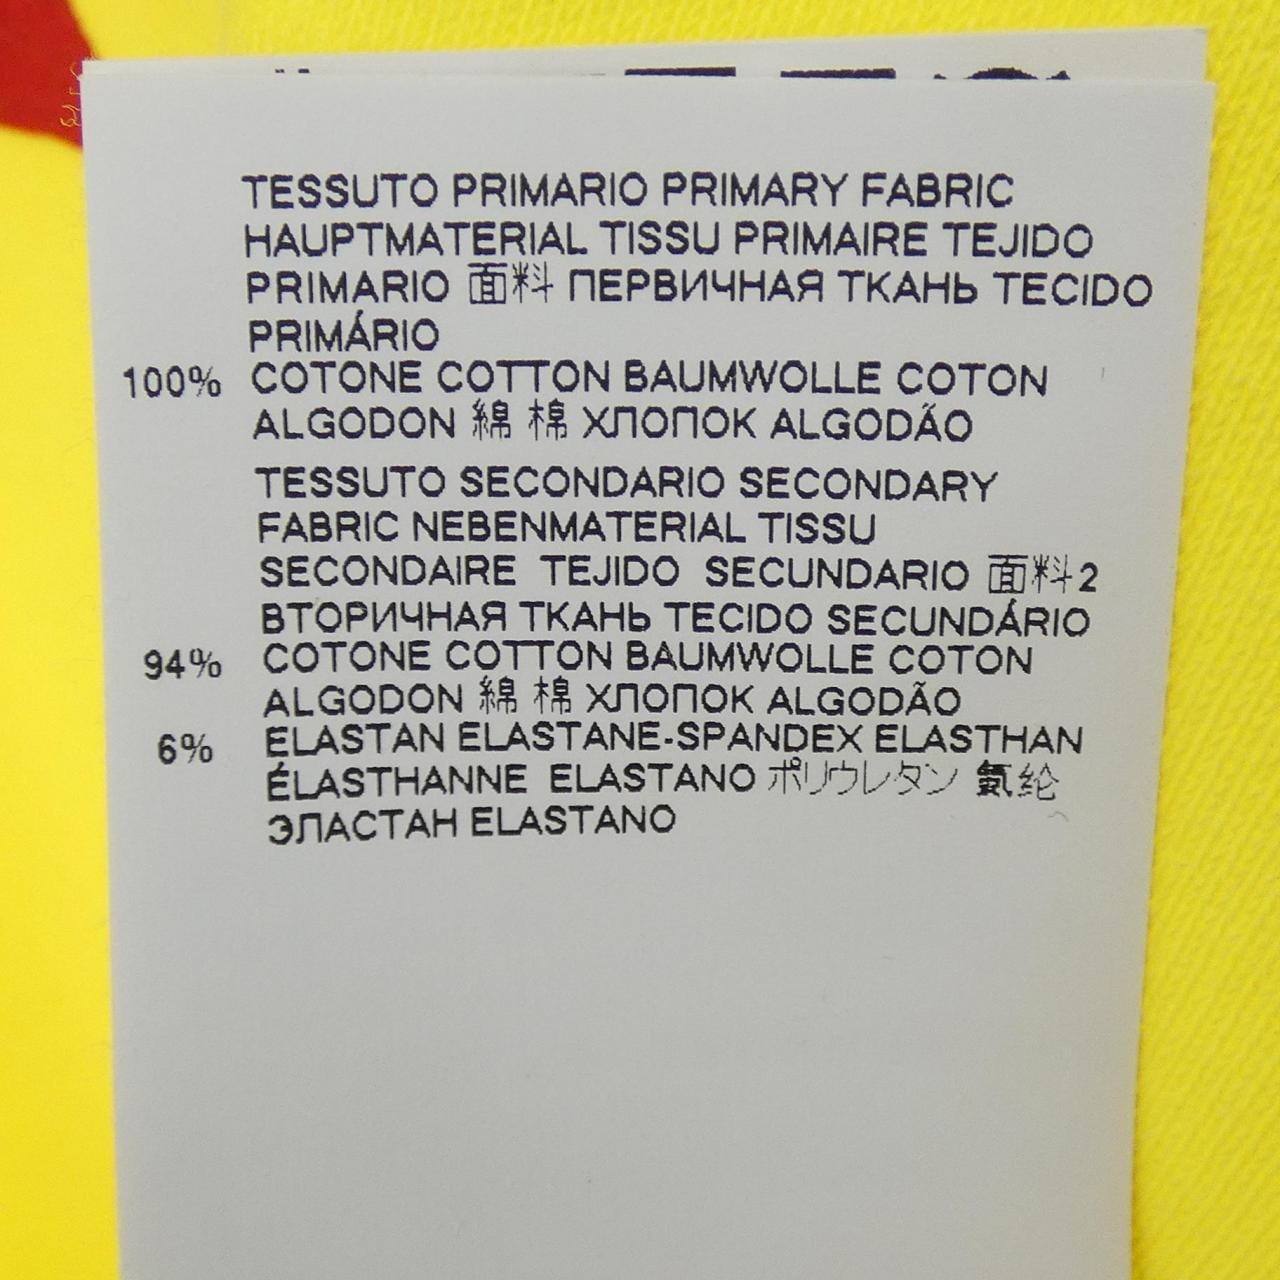 TESSUTO PRIMARIO PRIMARY FABRIC
HAUPTMATERIAL TISSU PRIMAIRE TEJIDO
PRIMARIO 面料 ПЕРВИЧНАЯ ТКАНЬ TECIDO
PRIMÁRIO
100% COTONE COTTON BAUMWOLLE COTON
ALGODON 綿 棉 ХЛОПОК ALGODÃO
TESSUTO SECONDARIO SECONDARY
FABRIC NEBENMATERIAL TISSU
SECONDAIRE TEJIDO SECUNDARIO 面料2
ВТОРИЧНАЯ ТКАНЬ TECIDO SECUNDÁRIO
94% COTONE COTTON BAUMWOLLE COTON
ALGODON 綿 棉 ХЛОПОК ALGODÃO
6% ELASTAN ELASTANE-SPANDEX ELASTHAN
ÉLASTHANNE ELASTANO ポリウレタン 氨纶
ЭЛАСТАН ELASTANO